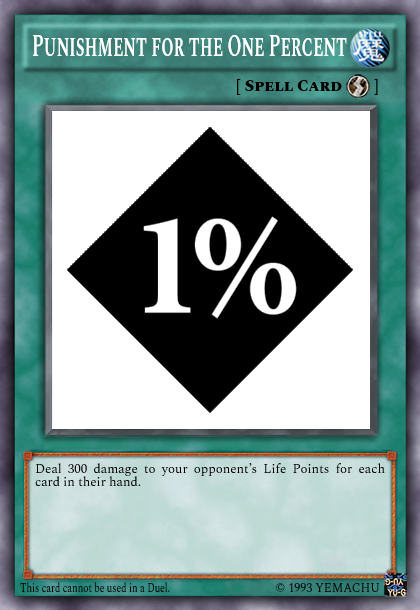 Punishment for the One Percent
[ Spell Card ]
1%
Deal 300 damage to your opponent's Life Points for each
card in their hand.
This card cannot be used in a Duel.
© 1993 YEMACHU